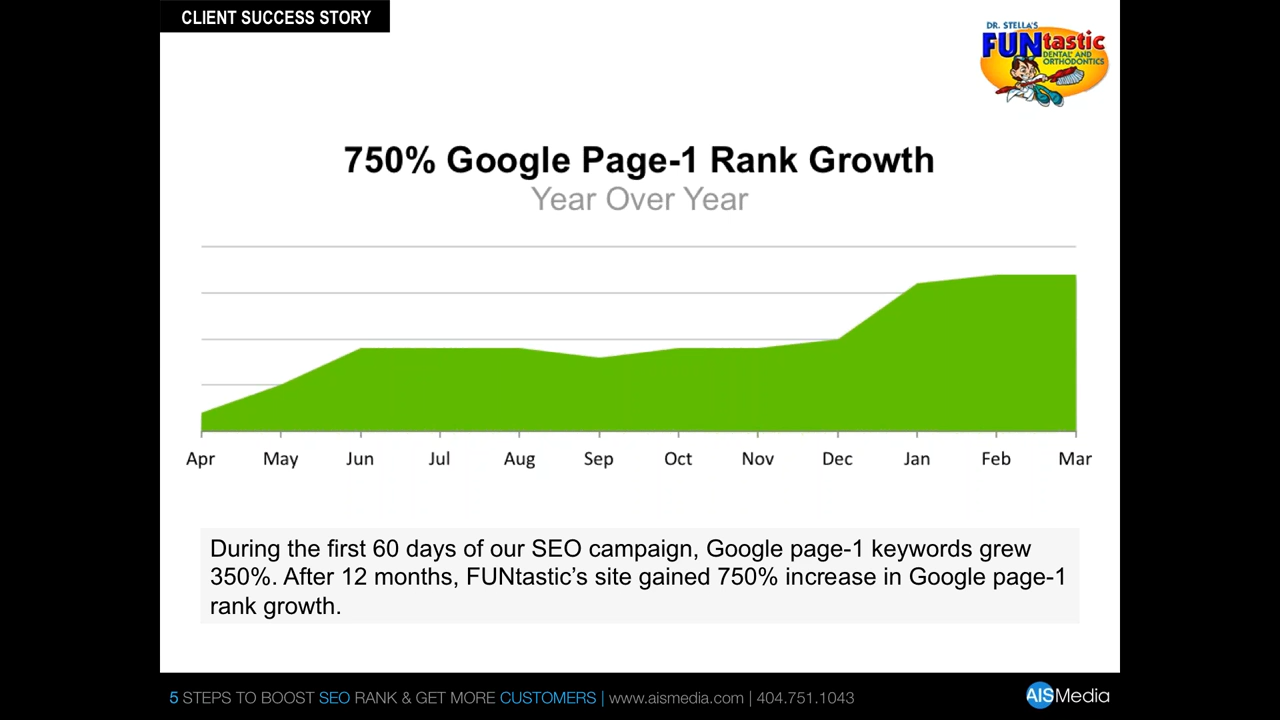 CLIENT SUCCESS STORY
DR. STELLA'S
FUNtastic
DENTAL AND
ORTHODONTICS
750% Google Page-1 Rank Growth
Year Over Year
Apr May Jun Jul Aug Sep Oct Nov Dec Jan Feb Mar
During the first 60 days of our SEO campaign, Google page-1 keywords grew
350%. After 12 months, FUNtastic’s site gained 750% increase in Google page-1
rank growth.
5 STEPS TO BOOST SEO RANK & GET MORE CUSTOMERS | www.aismedia.com | 404.751.1043
AISMedia